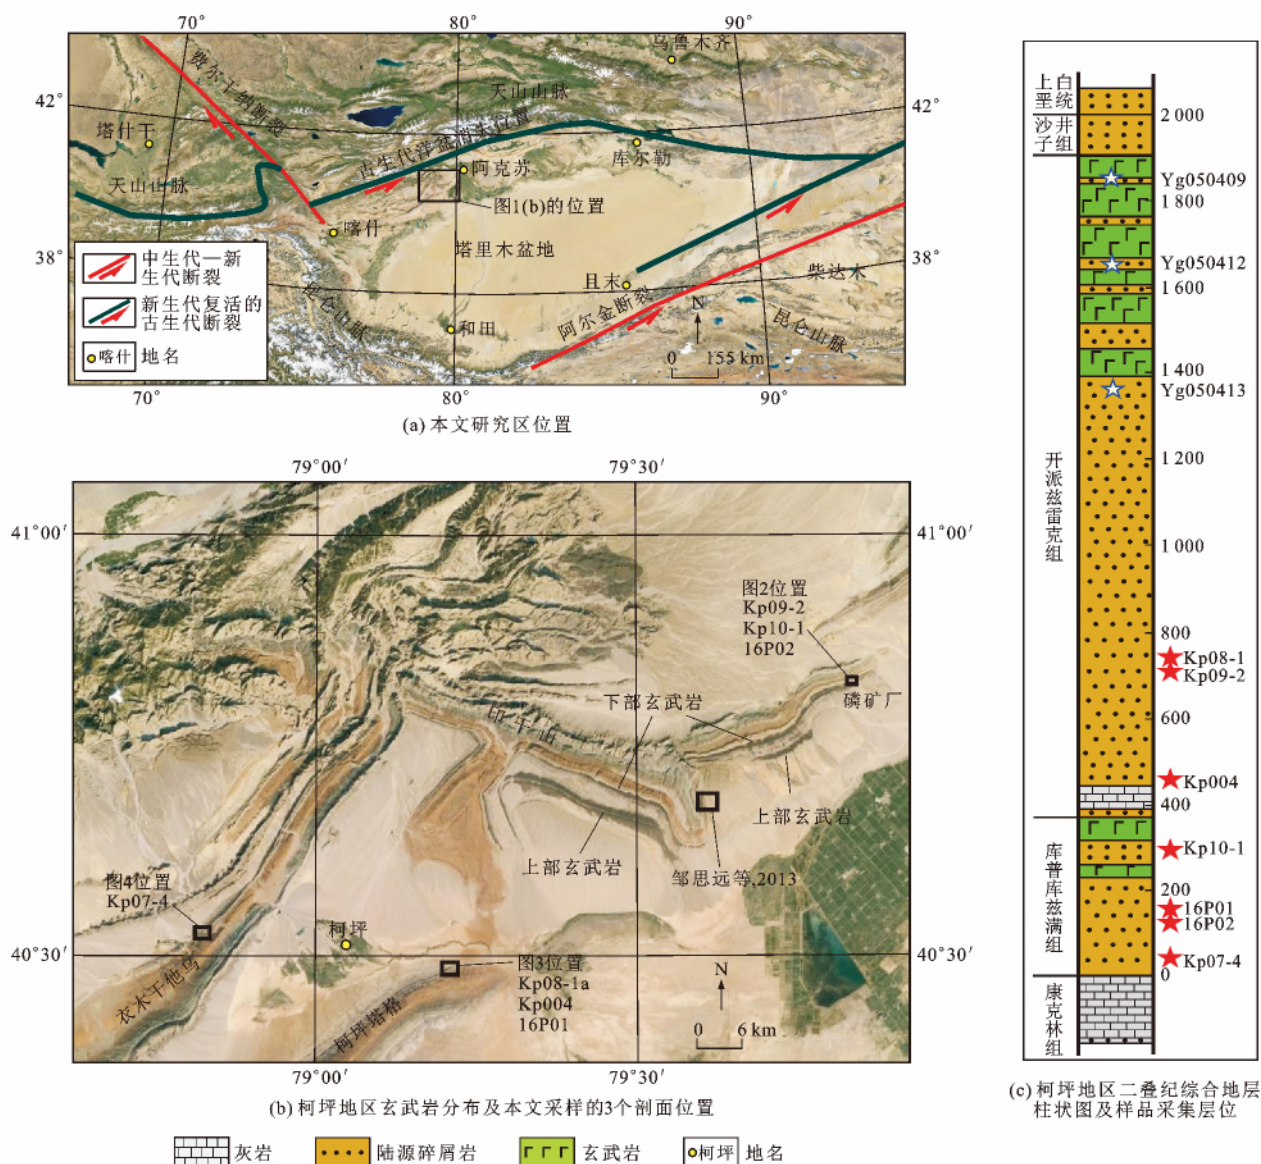 70°
80°
90°
乌鲁木齐
费尔干纳断裂
天山山脉
42°
42°
塔什干
古生代洋盆消失位置
库尔勒
阿克苏
天山山脉
图1(b)的位置
喀什
塔里木盆地
38°
38°
中生代—新
生代断裂
且末
柴达木
新生代复活的
古生代断裂
昆仑山脉
阿尔金断裂
N
昆仑山脉
和田
喀什
地名
0 155 km
70°
80°
90°
(a)本文研究区位置
79°00′
79°30′
41°00′
41°00′
图2位置
Kp09-2
Kp10-1
16P02
磷矿厂
下部玄武岩
印干山
上部玄武岩
上部玄武岩
邹思远等,2013
图4位置
Kp07-4
柯坪
40°30′
40°30′
衣木干他乌
柯坪塔格
图3位置
Kp08-1a
Kp004
16P01
N
0 6 km
79°00′
79°30′
(b)柯坪地区玄武岩分布及本文采样的3个剖面位置
上白
垩统
2 000
沙井
子组
Yg050409
1 800
Yg050412
1 600
1 400
Yg050413
开派兹雷克组
1 200
1 000
800
Kp08-1
Kp09-2
600
Kp004
400
库普库兹满组
Kp10-1
200
16P01
16P02
Kp07-4
0
康克林组
(c)柯坪地区二叠纪综合地层
柱状图及样品采集层位
灰岩
陆源碎屑岩
玄武岩
柯坪
地名